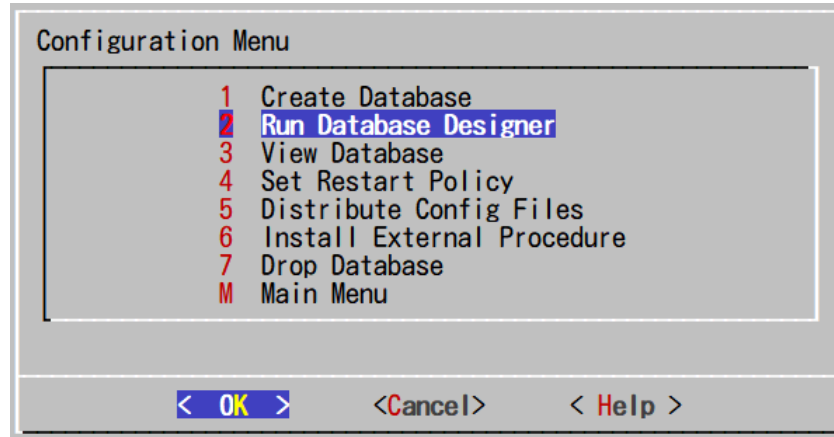 Configuration Menu
1 Create Database
2 Run Database Designer
3 View Database
4 Set Restart Policy
5 Distribute Config Files
6 Install External Procedure
7 Drop Database
M Main Menu
< OK > <Cancel> < Help >